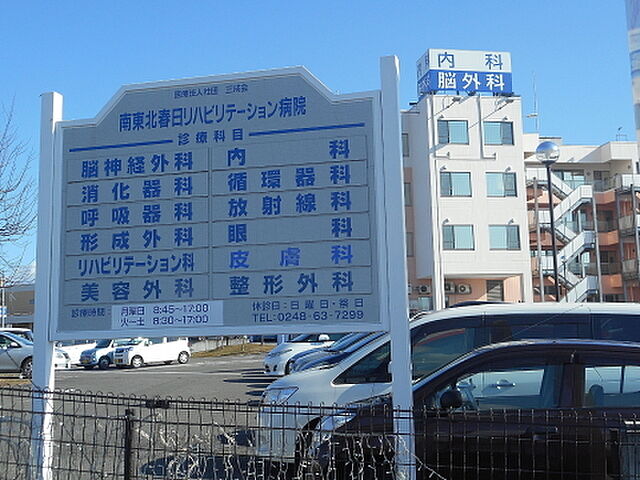 内科
脳外科
医療法人社団 三成会
南東北春日リハビリテーション病院
診療科目
脳神経外科 内科
消化器科 循環器科
呼吸器科 放射線科
形成外科 眼科
リハビリテーション科 皮膚科
美容外科 整形外科
診療時間: 月曜日 8:45~17:00 休診日:日曜日・祭日
火~土 8:30~17:00 TEL:0248-63-7299